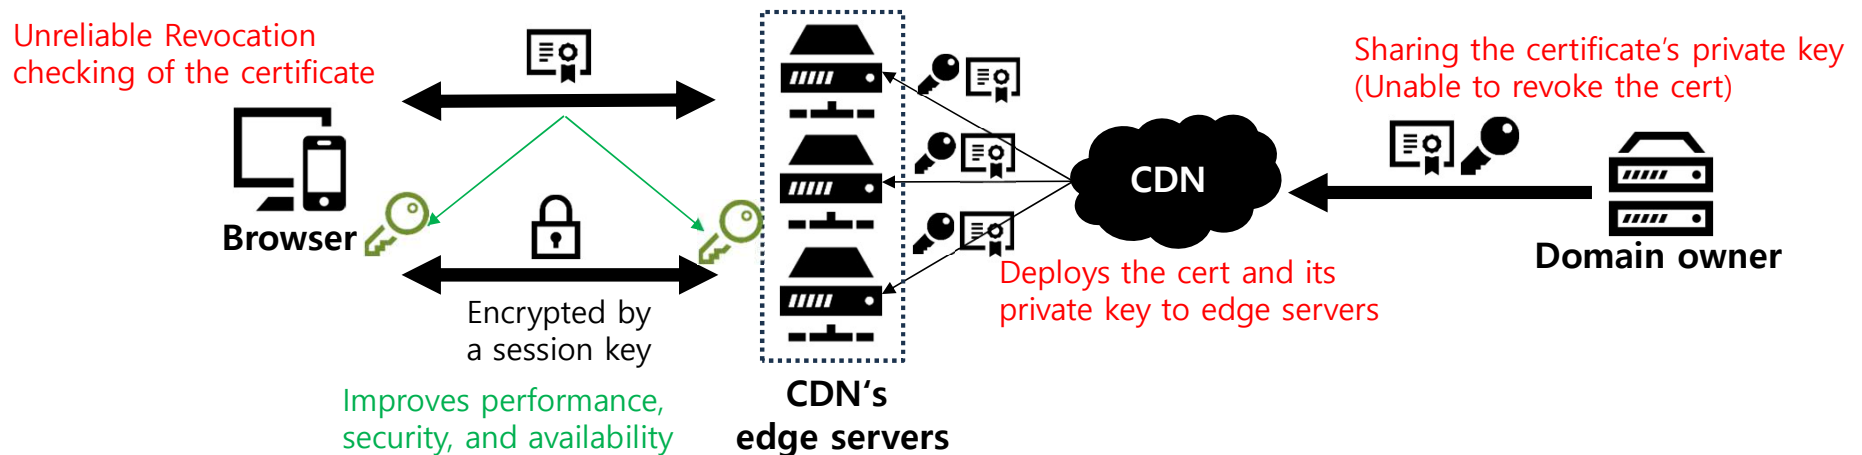 Unreliable Revocation
checking of the certificate
Browser
Encrypted by
a session key
Improves performance,
security, and availability
CDN‘s
edge servers
CDN
Deploys the cert and its
private key to edge servers
Sharing the certificate’s private key
(Unable to revoke the cert)
Domain owner